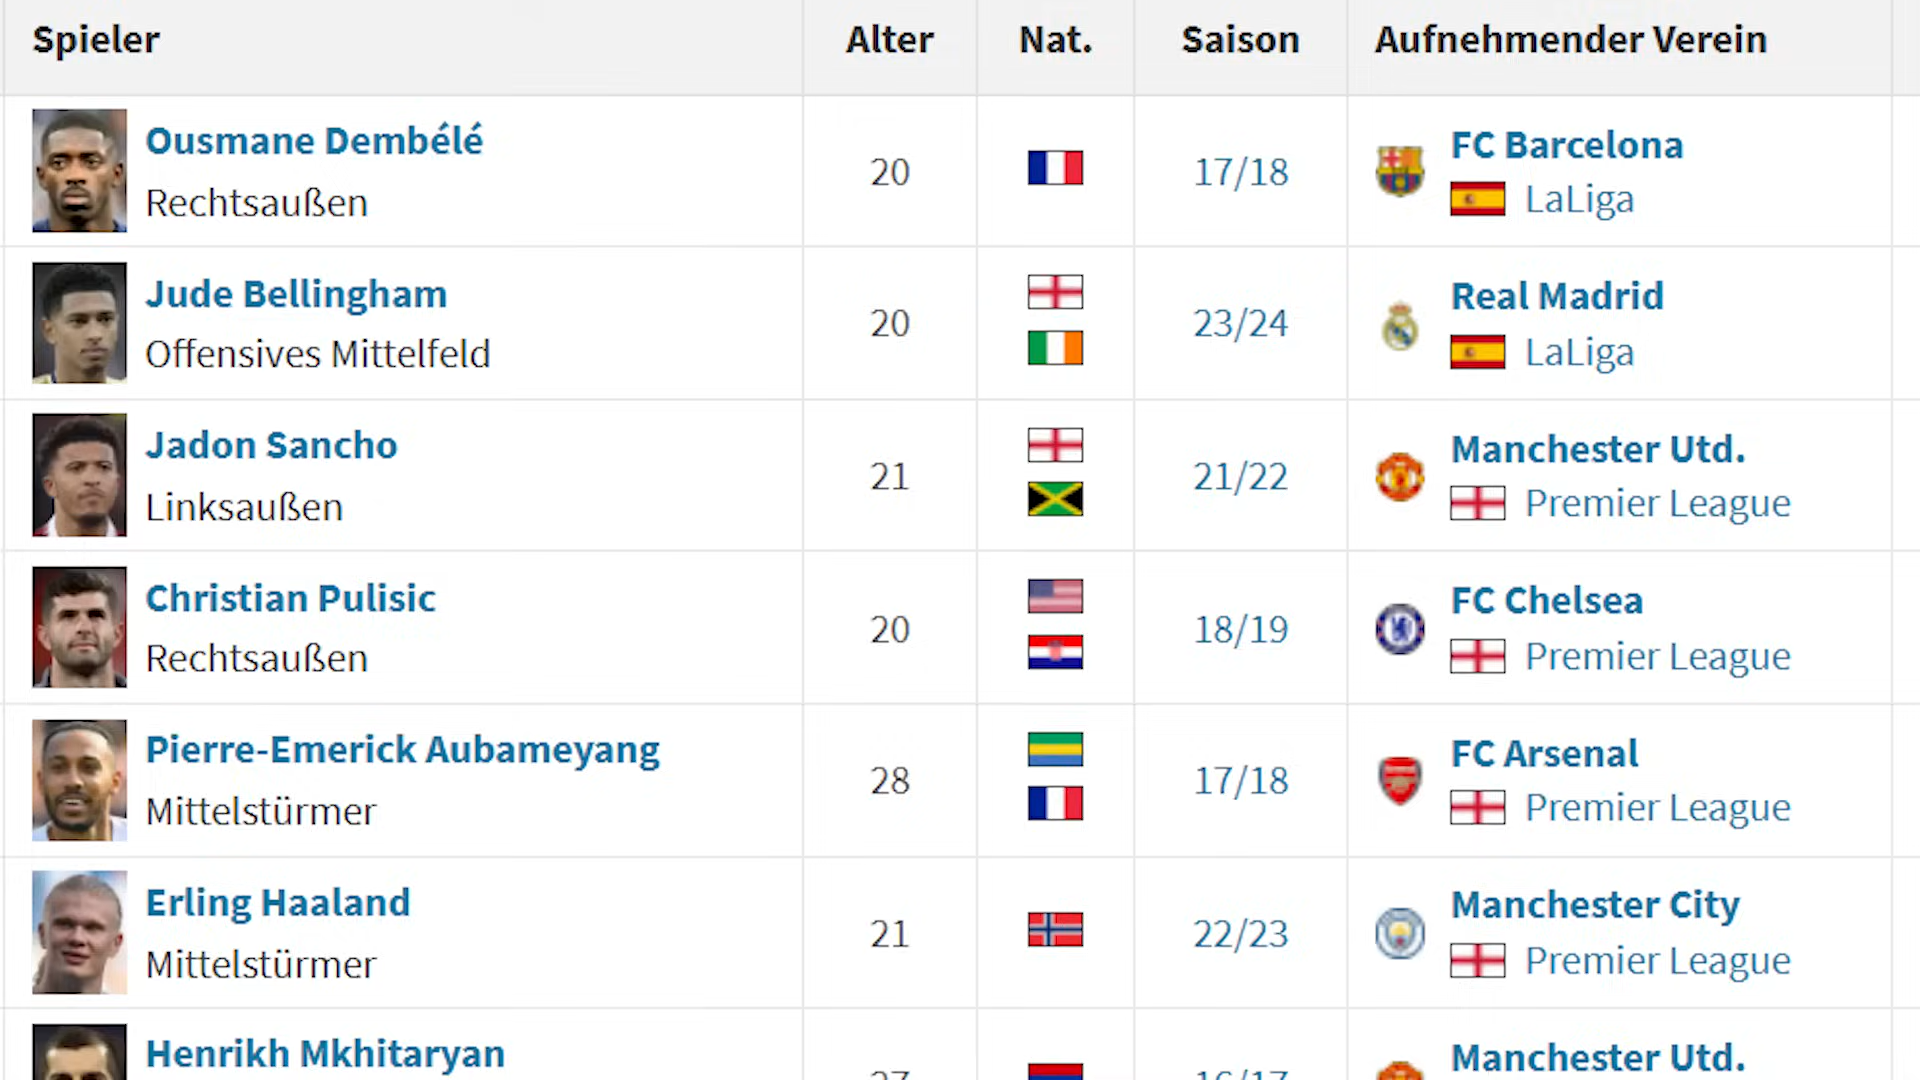 Spieler Alter Nat. Saison Aufnehmender Verein
Ousmane Dembélé
Rechtsaußen
20
17/18
FC Barcelona
LaLiga
Jude Bellingham
Offensives Mittelfeld
20
23/24
Real Madrid
LaLiga
Jadon Sancho
Linksaußen
21
21/22
Manchester Utd.
Premier League
Christian Pulisic
Rechtsaußen
20
18/19
FC Chelsea
Premier League
Pierre-Emerick Aubameyang
Mittelstürmer
28
17/18
FC Arsenal
Premier League
Erling Haaland
Mittelstürmer
21
22/23
Manchester City
Premier League
Henrikh Mkhitaryan
27
16/17
Manchester Utd.